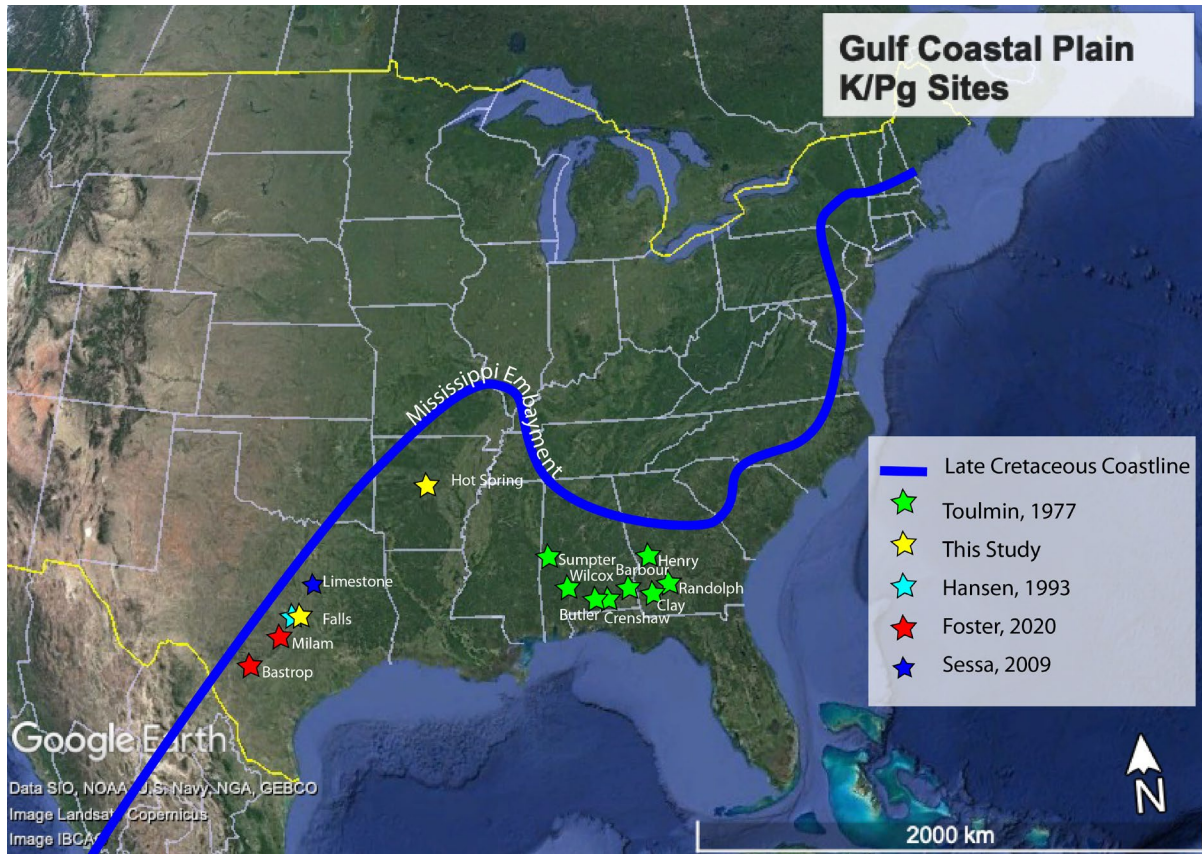 Gulf Coastal Plain
K/Pg Sites
Mississippi Embayment
Hot Spring
Limestone
Falls
Milam
Bastrop
Sumpter
Wilcox
Butler
Crenshaw
Barbour
Henry
Randolph
Clay
Late Cretaceous Coastline
Toulmin, 1977
This Study
Hansen, 1993
Foster, 2020
Sessa, 2009
Google Earth
Data SIO, NOAA, U.S. Navy, NGA, GEBCO
Image Landsat / Copernicus
Image IBCAO
N
2000 km